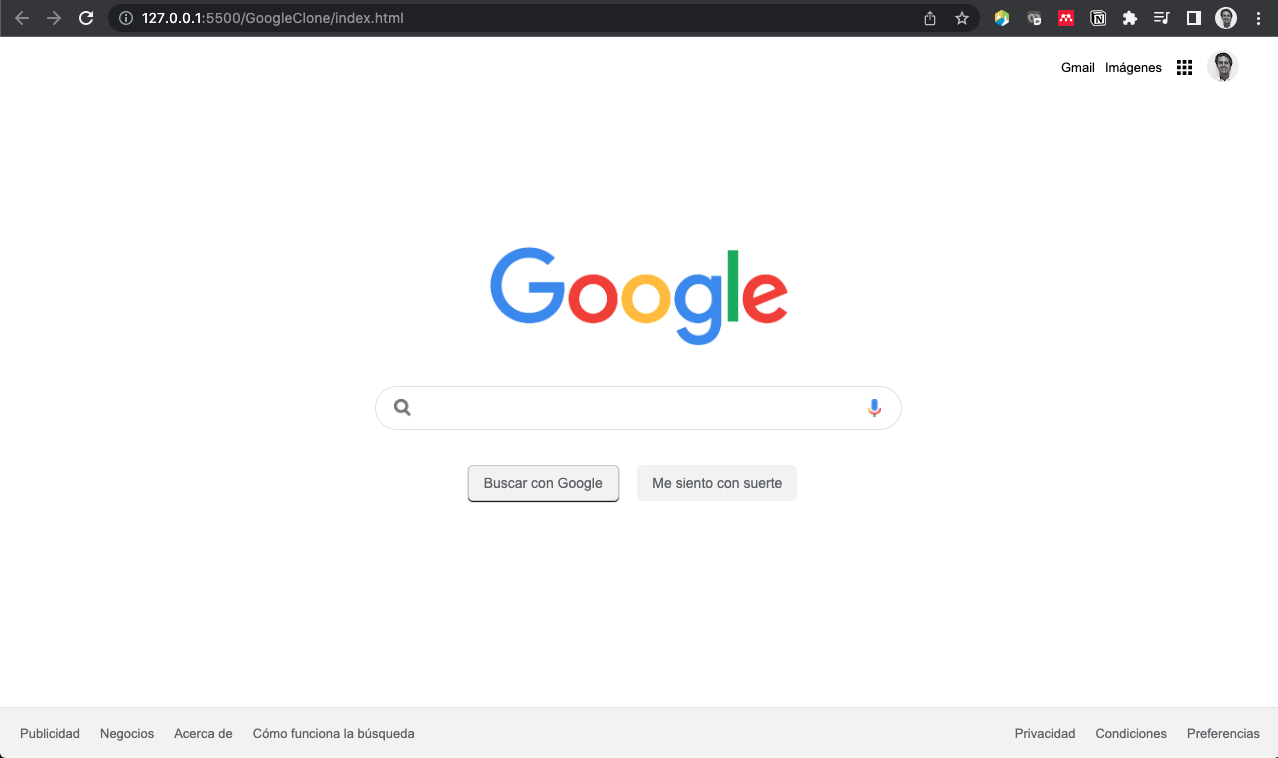 127.0.0.1:5500/GoogleClone/index.html
Gmail Imágenes
Google
Buscar con Google Me siento con suerte
Publicidad Negocios Acerca de Cómo funciona la búsqueda Privacidad Condiciones Preferencias